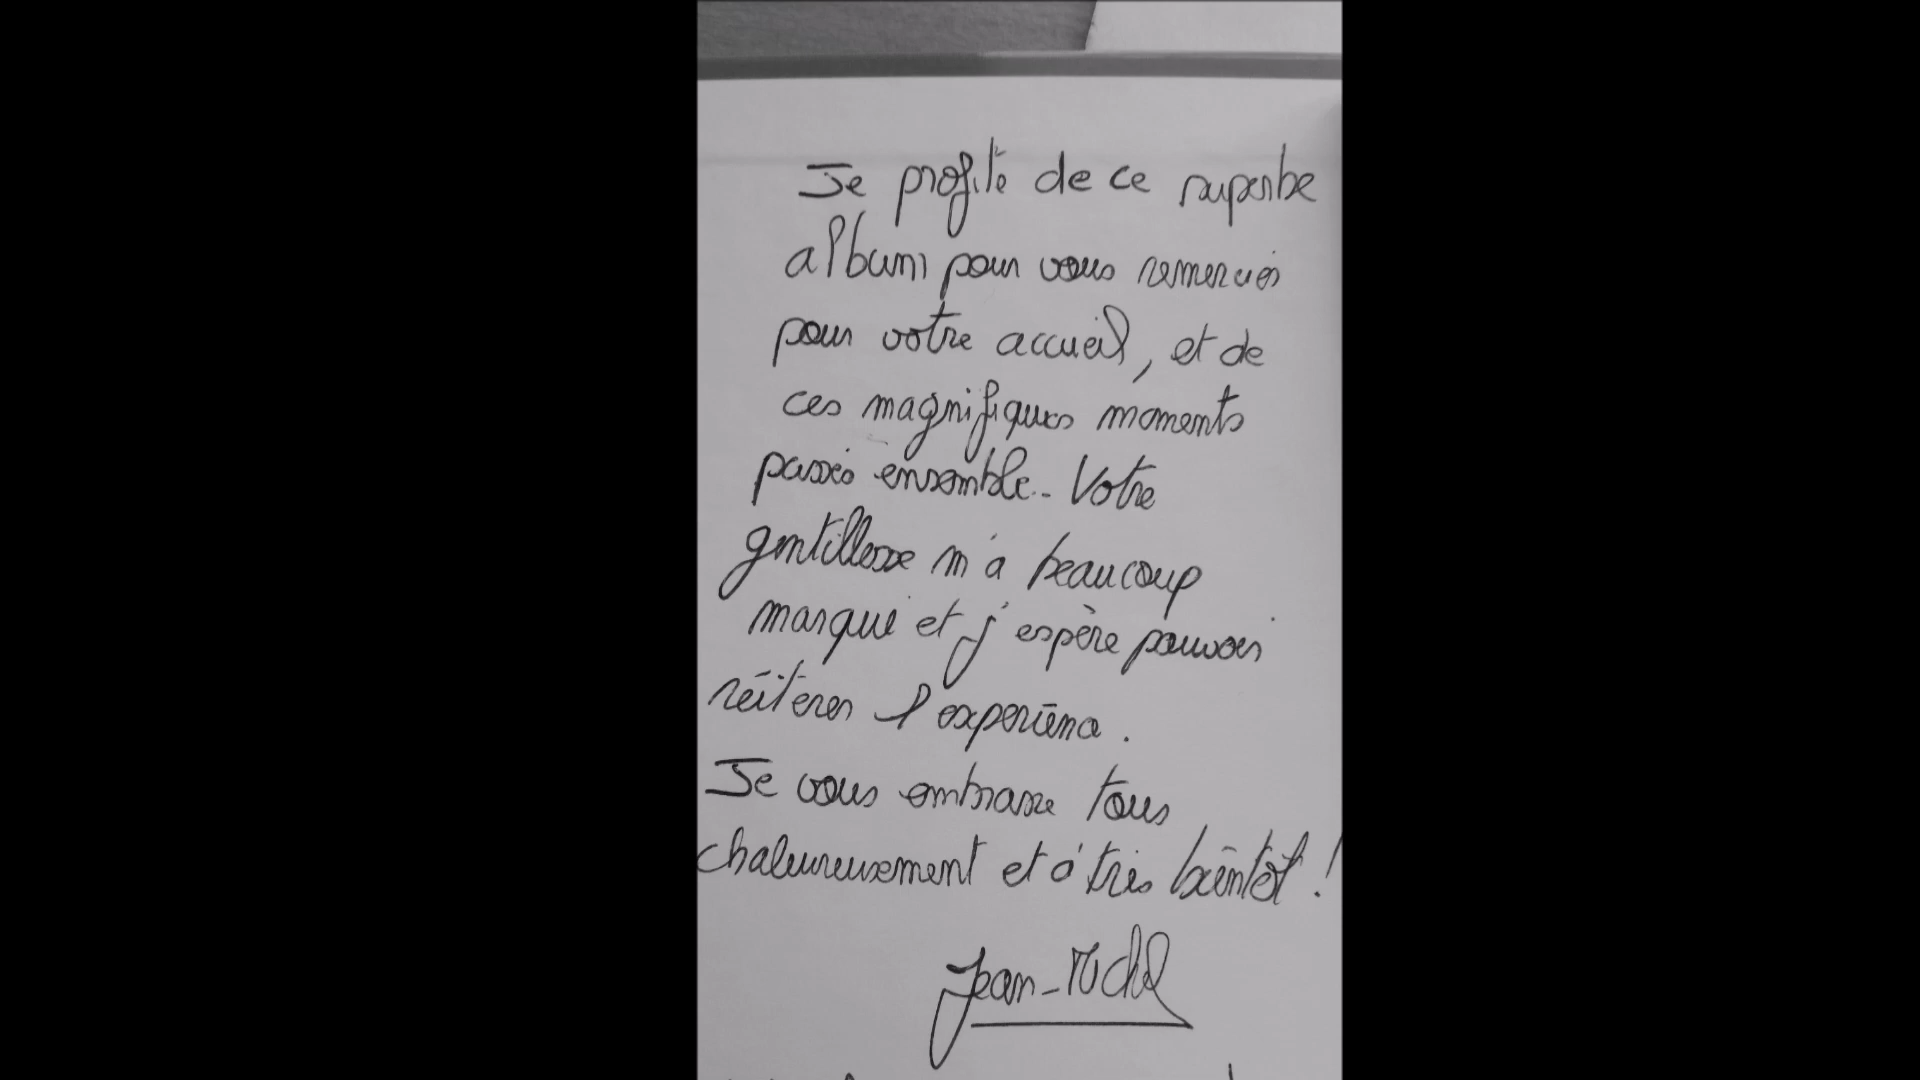 Je profite de ce superbe
album pour vous remercier
pour votre accueil, et de
ces magnifiques moments
passés ensemble. Votre
gentillesse m'a beaucoup
marqué et j'espère pouvoir
réitérer l'expérience.
Je vous embrasse tous
chaleureusement et à très bientôt !
Jean-Michel